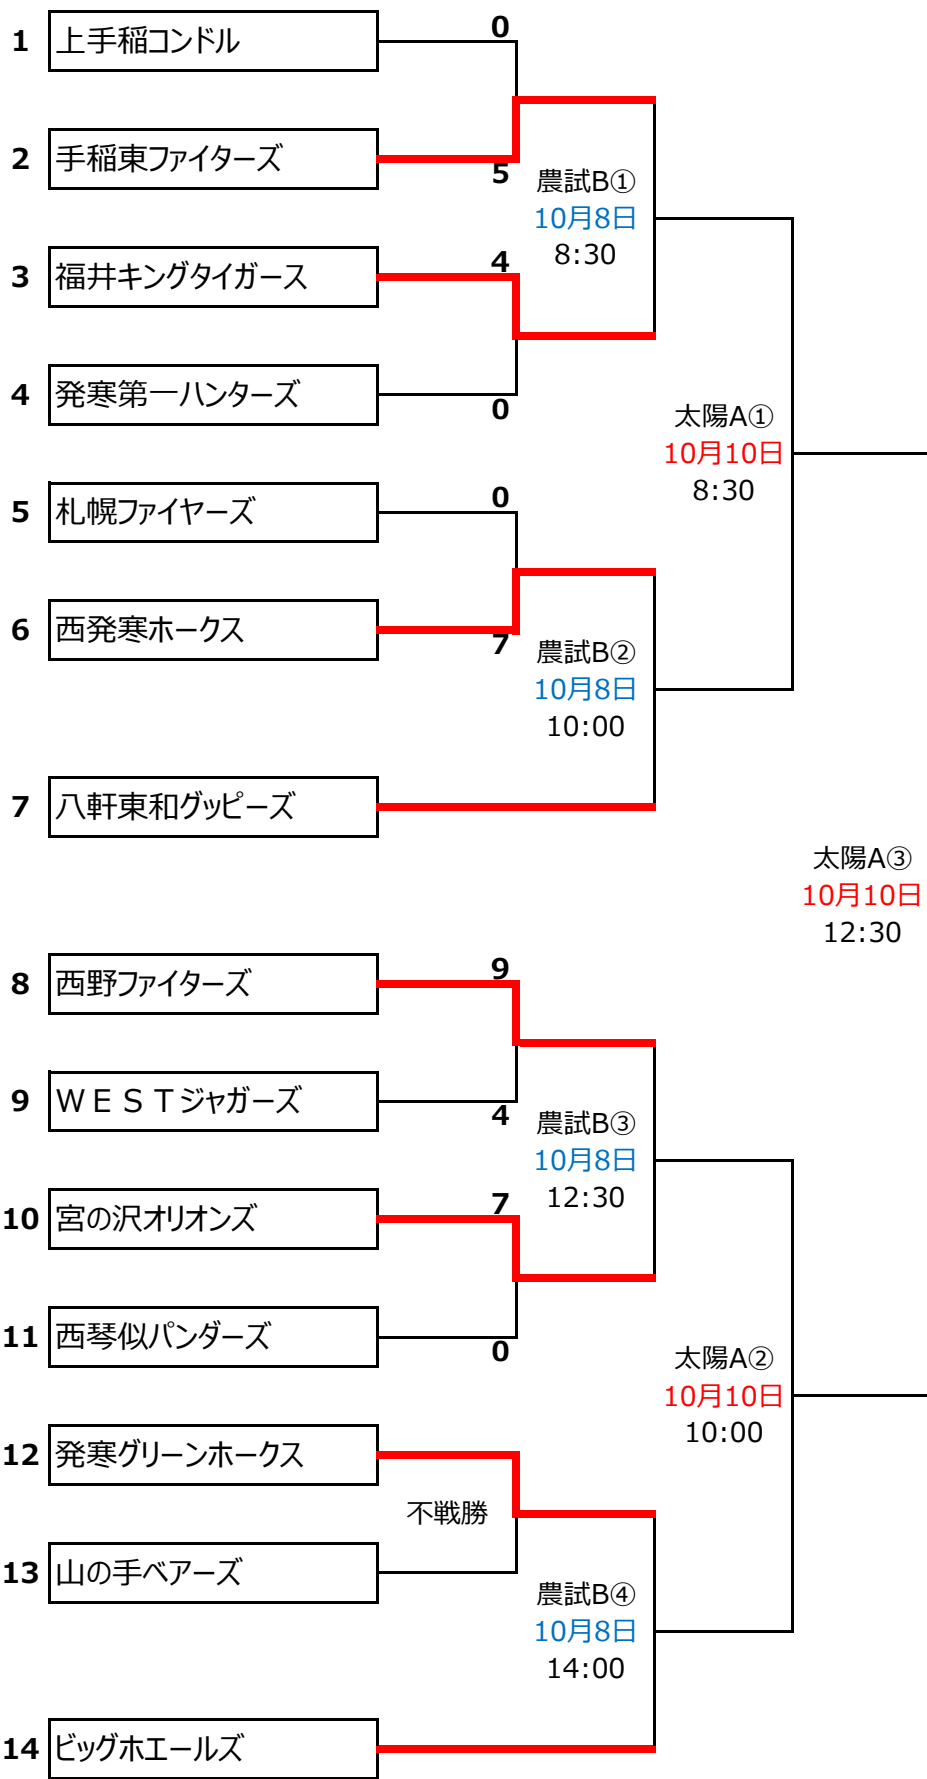 0
1 上手稲コンドル
2 手稲東ファイターズ
5
農試B①
10月8日
8:30
4
3 福井キングタイガース
4 発寒第一ハンターズ
0
太陽A①
10月10日
8:30
0
5 札幌ファイヤーズ
6 西発寒ホークス
7
農試B②
10月8日
10:00
7 八軒東和グッピーズ
太陽A③
10月10日
12:30
9
8 西野ファイターズ
9 ＷＥＳＴジャガーズ
4
農試B③
10月8日
12:30
7
10 宮の沢オリオンズ
11 西琴似パンダーズ
0
太陽A②
10月10日
10:00
12 発寒グリーンホークス
不戦勝
13 山の手ベアーズ
農試B④
10月8日
14:00
14 ビッグホエールズ